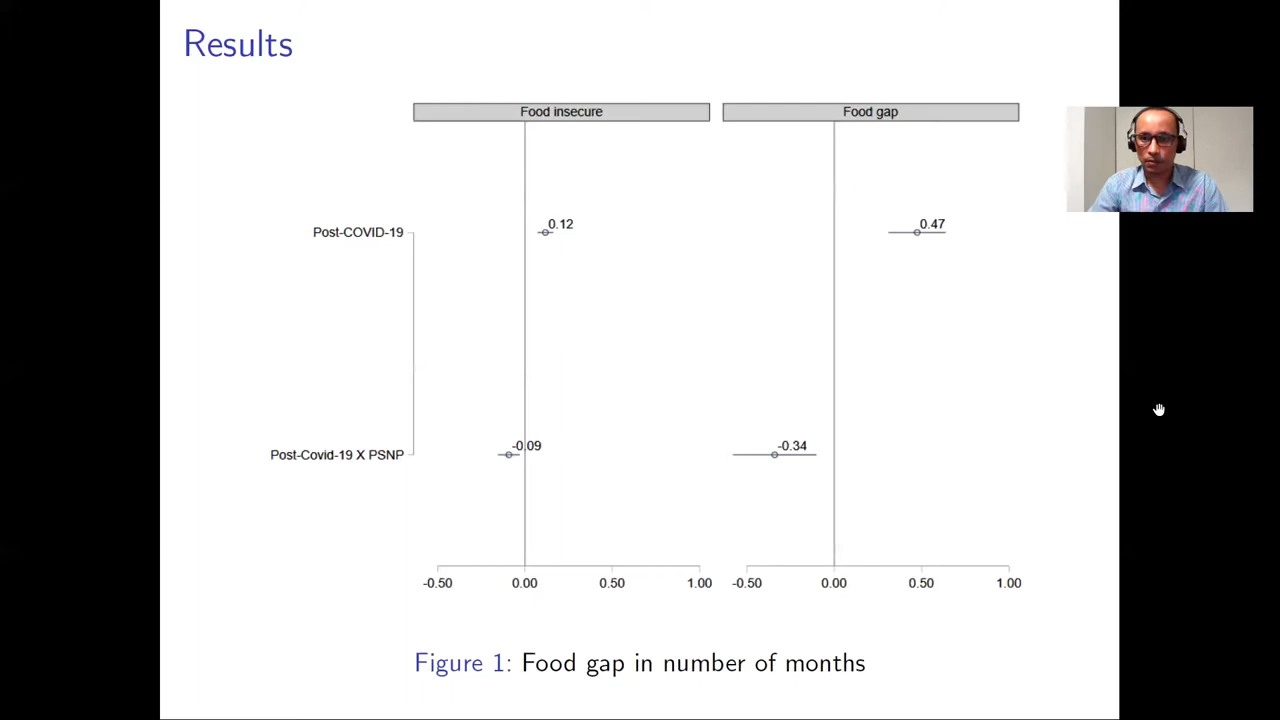 Results
Food insecure
Food gap
Post-COVID-19
0.12
0.47
Post-Covid-19 X PSNP
-0.09
-0.34
-0.50 0.00 0.50 1.00
-0.50 0.00 0.50 1.00
Figure 1: Food gap in number of months